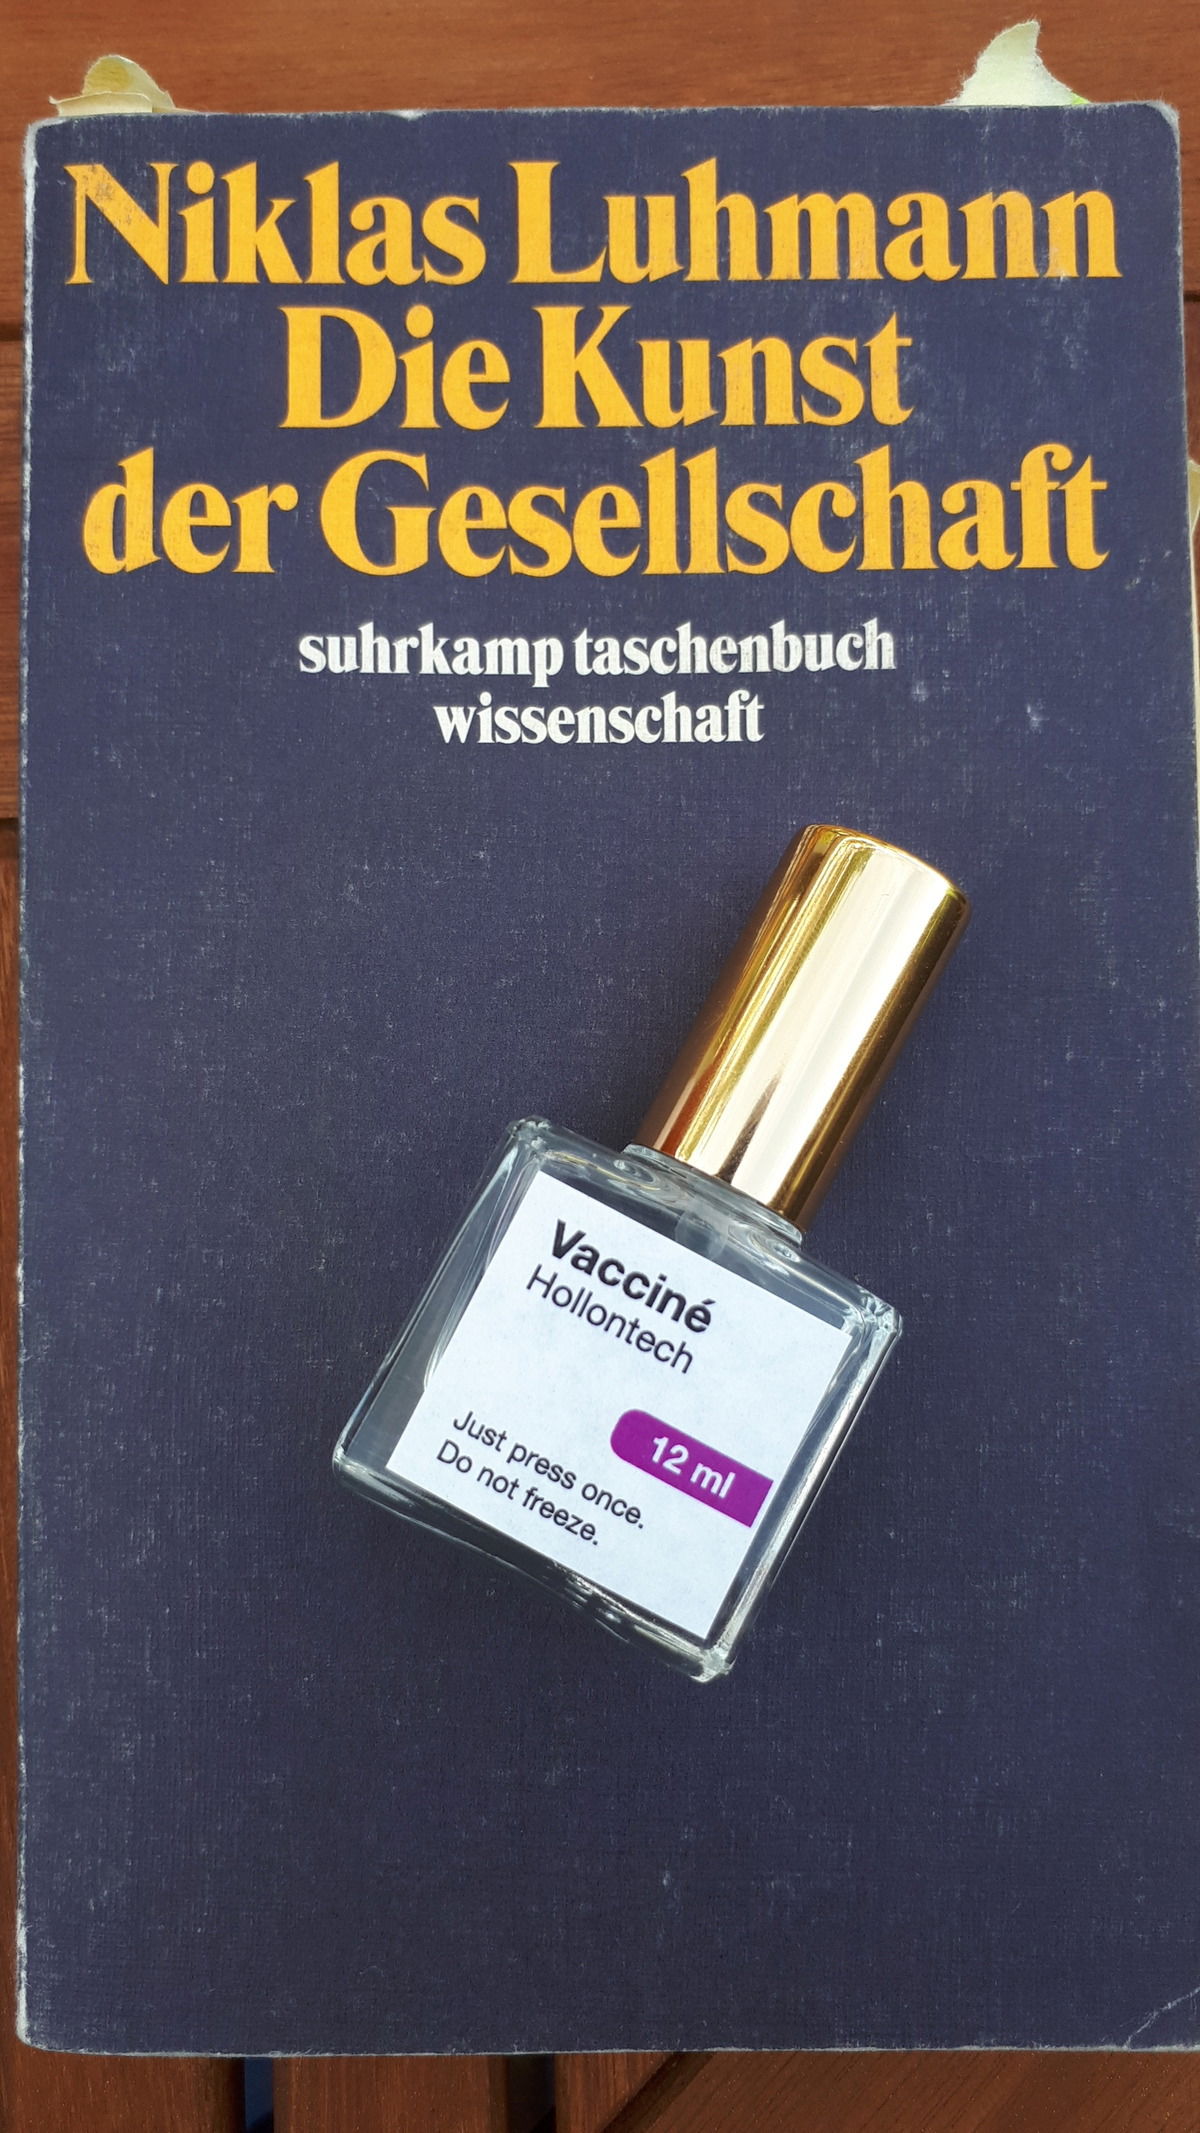 Niklas Luhmann
Die Kunst
der Gesellschaft
suhrkamp taschenbuch
wissenschaft
Vacciné
Hollontech
12 ml
Just press once.
Do not freeze.